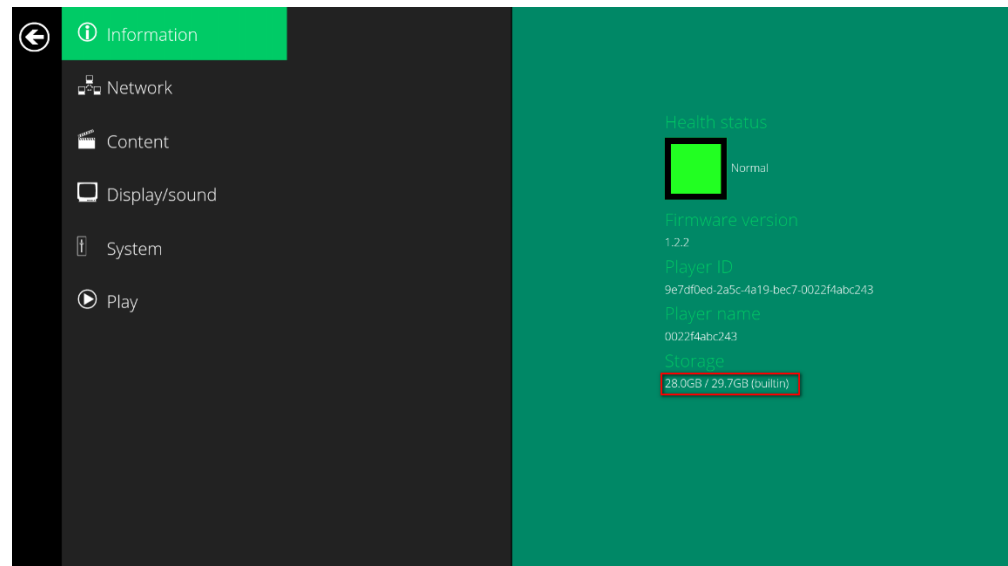 Information
Network
Content
Display/sound
System
Play
Health status
Normal
Firmware version
1.2.2
Player ID
9e7df0ed-2a5c-4a19-bec7-0022f4abc243
Player name
0022f4abc243
Storage
28.0GB / 29.7GB (builtin)